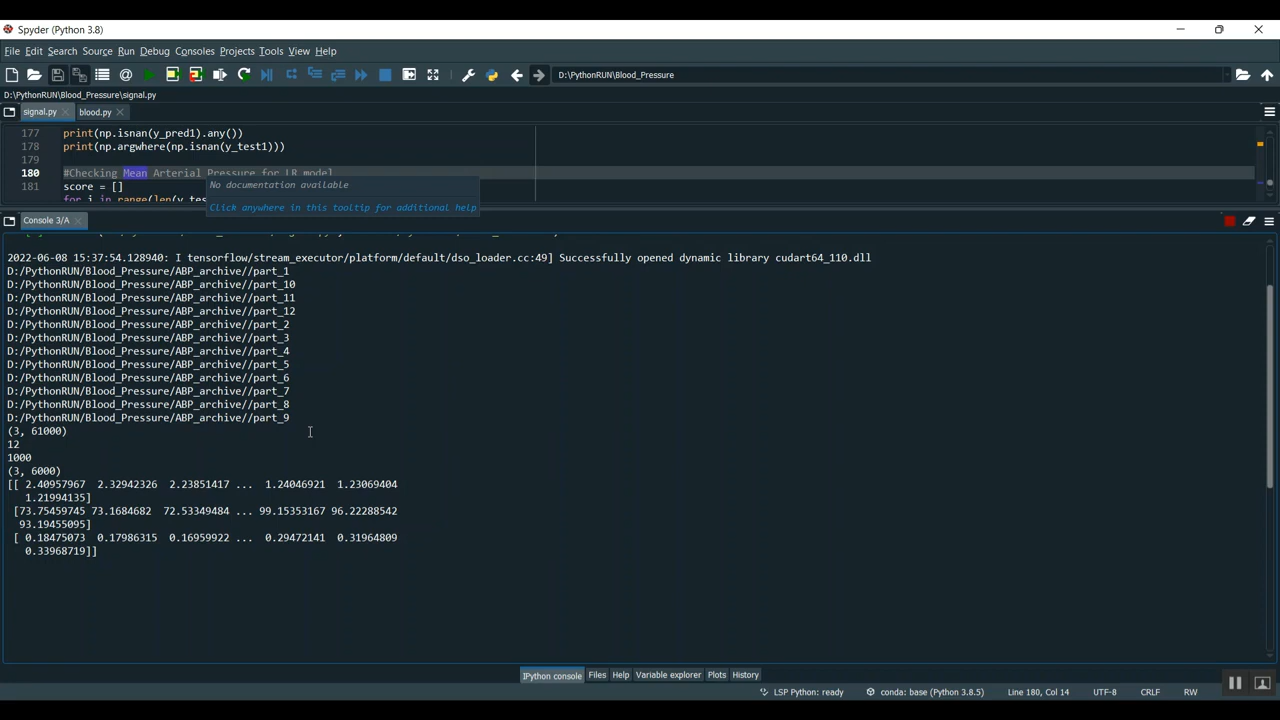 Spyder (Python 3.8)
File Edit Search Source Run Debug Consoles Projects Tools View Help
D:\PythonRUN\Blood_Pressure
D:\PythonRUN\Blood_Pressure\signal.py
signal.py blood.py
177 print(np.isnan(y_pred1).any())
178 print(np.argwhere(np.isnan(y_test1)))
179
180 #Checking Mean Arterial Pressure for LR model
181 score = []
for i in range(len(y_tes
No documentation available
Click anywhere in this tooltip for additional help
Console 3/A
2022-06-08 15:37:54.128940: I tensorflow/stream_executor/platform/default/dso_loader.cc:49] Successfully opened dynamic library cudart64_110.dll
D:/PythonRUN/Blood_Pressure/ABP_archive//part_1
D:/PythonRUN/Blood_Pressure/ABP_archive//part_10
D:/PythonRUN/Blood_Pressure/ABP_archive//part_11
D:/PythonRUN/Blood_Pressure/ABP_archive//part_12
D:/PythonRUN/Blood_Pressure/ABP_archive//part_2
D:/PythonRUN/Blood_Pressure/ABP_archive//part_3
D:/PythonRUN/Blood_Pressure/ABP_archive//part_4
D:/PythonRUN/Blood_Pressure/ABP_archive//part_5
D:/PythonRUN/Blood_Pressure/ABP_archive//part_6
D:/PythonRUN/Blood_Pressure/ABP_archive//part_7
D:/PythonRUN/Blood_Pressure/ABP_archive//part_8
D:/PythonRUN/Blood_Pressure/ABP_archive//part_9
(3, 61000)
12
1000
(3, 6000)
[[ 2.40957967 2.32942326 2.23851417 ... 1.24046921 1.23069404
1.21994135]
[73.75459745 73.1684682 72.53349484 ... 99.15353167 96.22288542
93.19455095]
[ 0.18475073 0.17986315 0.16959922 ... 0.29472141 0.31964809
0.33968719]]
IPython console Files Help Variable explorer Plots History
LSP Python: ready conda: base (Python 3.8.5) Line 180, Col 14 UTF-8 CRLF RW